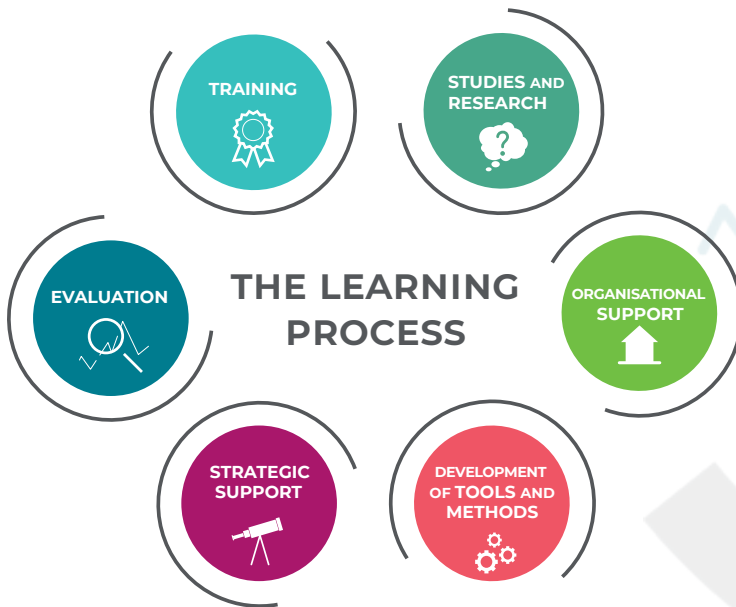 TRAINING
STUDIES AND
RESEARCH
?
EVALUATION
THE LEARNING
PROCESS
ORGANISATIONAL
SUPPORT
STRATEGIC
SUPPORT
DEVELOPMENT
OF TOOLS AND
METHODS